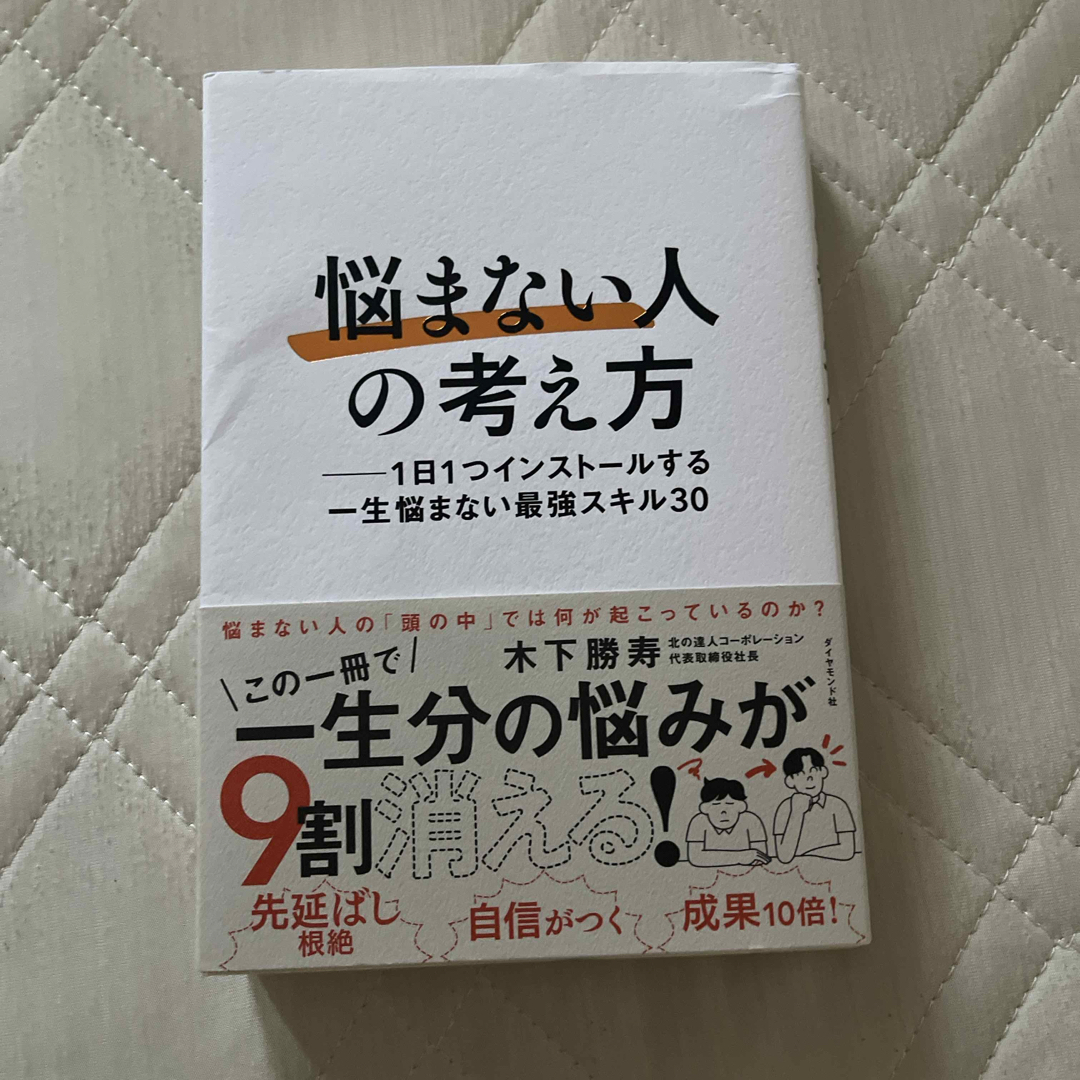 悩まない人
の考え方
──1日1つインストールする
一生悩まない最強スキル30
悩まない人の「頭の中」では何が起こっているのか?
この一冊で
木下勝寿
北の達人コーポレーション
代表取締役社長
ダイヤモンド社
一生分の悩みが
9割消える!
先延ばし
根絶
自信がつく
成果10倍!